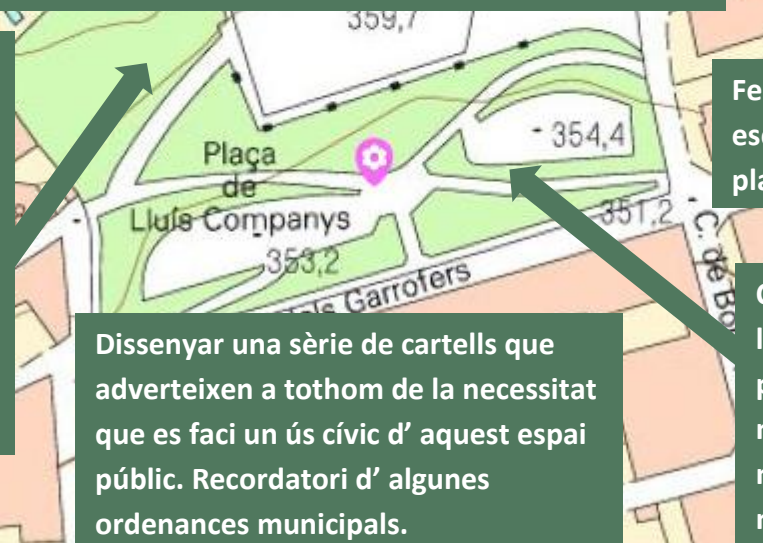 359,7
354,4
Plaça
de
Lluís Companys
351,2
353,2
Garrofers
C. de
Dissenyar una sèrie de cartells que
adverteixen a tothom de la necessitat
que es faci un ús cívic d’ aquest espai
públic. Recordatori d’ algunes
ordenances municipals.